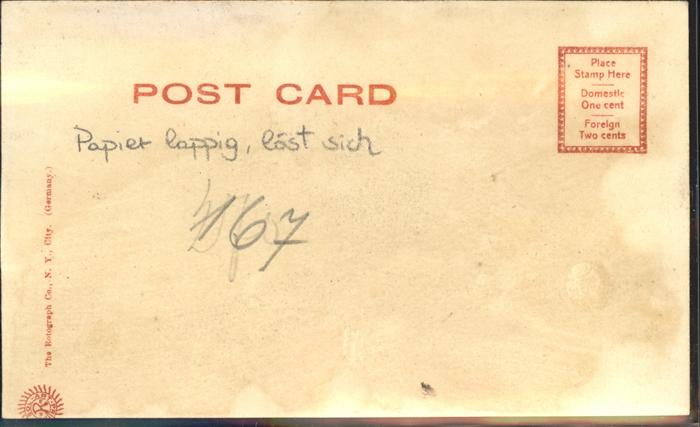 POST CARD
Place
Stamp Here
Domestic
One cent
Foreign
Two cents
Papier lappig, löst sich
167
The Rotograph Co., N. Y., City. (Germany.)